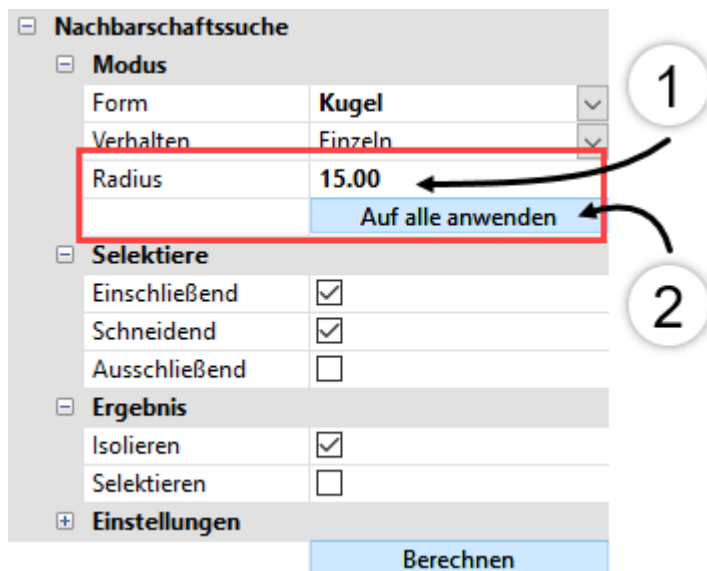 Nachbarschaftssuche
Modus
Form Kugel
Verhalten Einzeln
Radius 15.00
Auf alle anwenden
Selektiere
Einschließend
Schneidend
Ausschließend
Ergebnis
Isolieren
Selektieren
Einstellungen
Berechnen
1
2